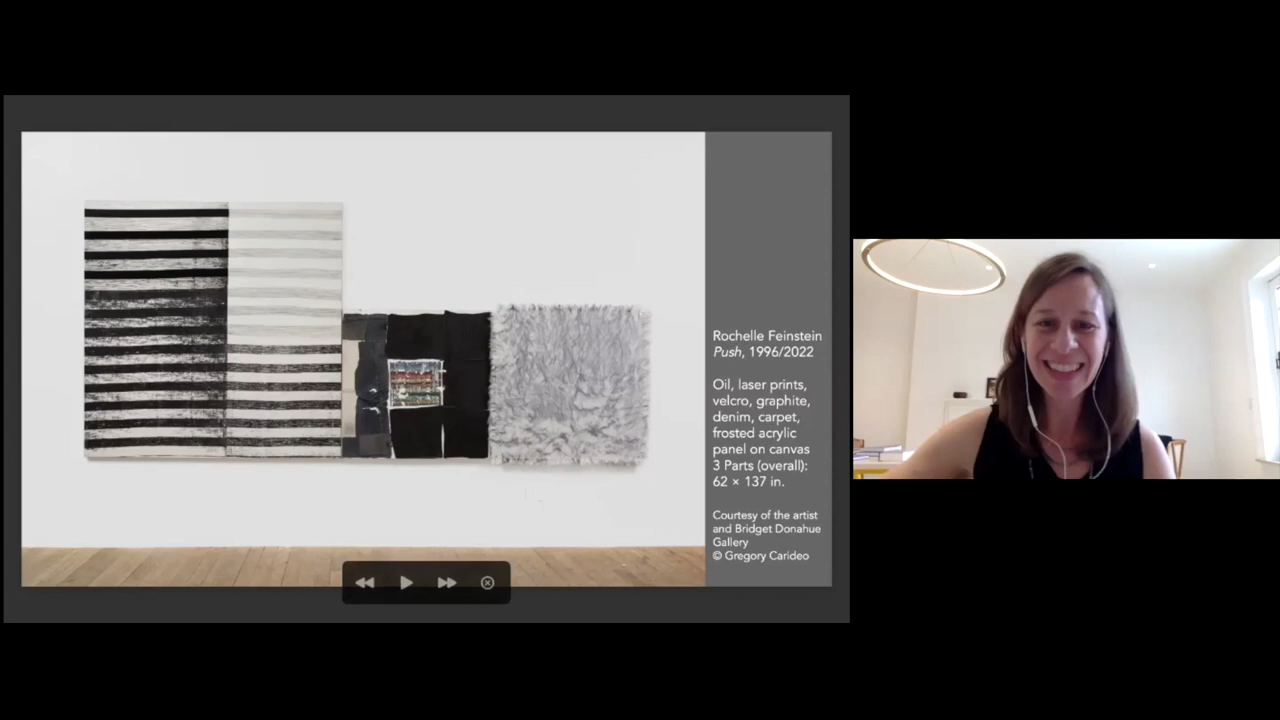 Rochelle Feinstein
Push, 1996/2022
Oil, laser prints,
velcro, graphite,
denim, carpet,
frosted acrylic
panel on canvas
3 Parts (overall):
62 × 137 in.
Courtesy of the artist
and Bridget Donahue
Gallery
© Gregory Carideo